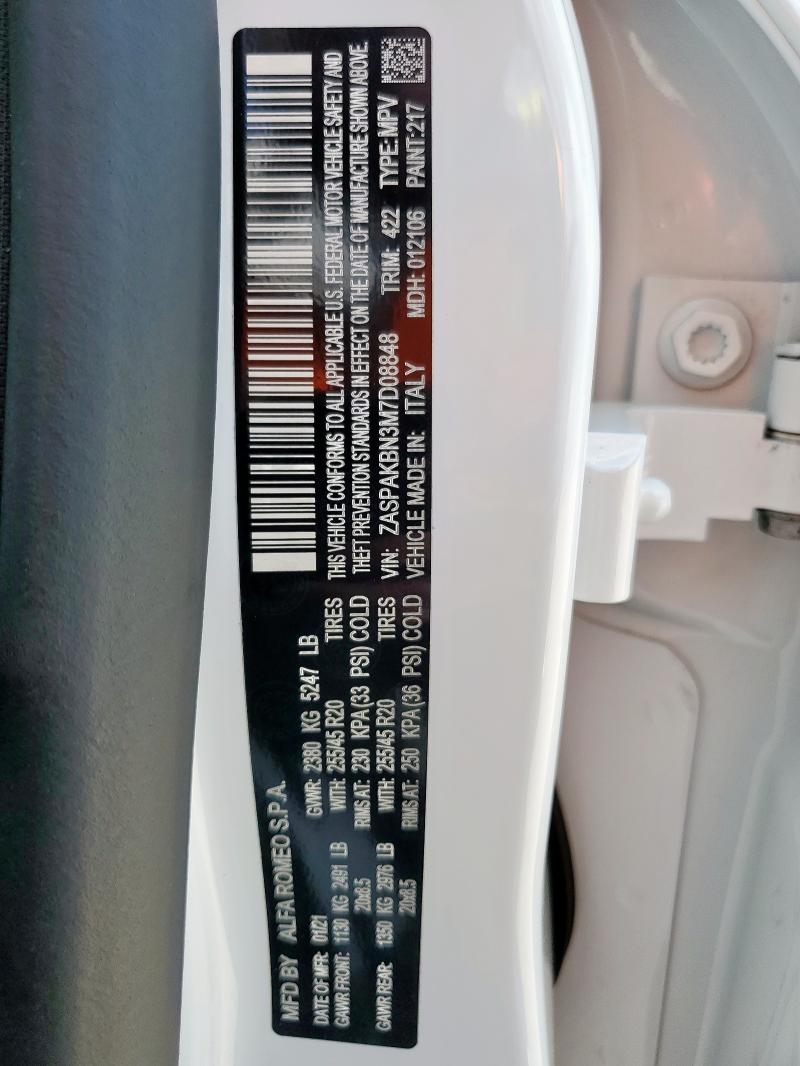 MFD BY ALFA ROMEO S.P.A.
DATE OF MFR: 01/21 GVWR: 2380 KG 5247 LB
GAWR FRONT: 1130 KG 2491 LB WITH: 255/45 R20 TIRES
20x8.5 RIMS AT: 230 KPA (33 PSI) COLD
GAWR REAR: 1350 KG 2976 LB WITH: 255/45 R20 TIRES
20x8.5 RIMS AT: 250 KPA (36 PSI) COLD
THIS VEHICLE CONFORMS TO ALL APPLICABLE U.S. FEDERAL MOTOR VEHICLE SAFETY AND
THEFT PREVENTION STANDARDS IN EFFECT ON THE DATE OF MANUFACTURE SHOWN ABOVE.
VIN: ZASPAKBN3M7D08848 TRIM: 422 TYPE:MPV
VEHICLE MADE IN: ITALY MDH: 012106 PAINT:217